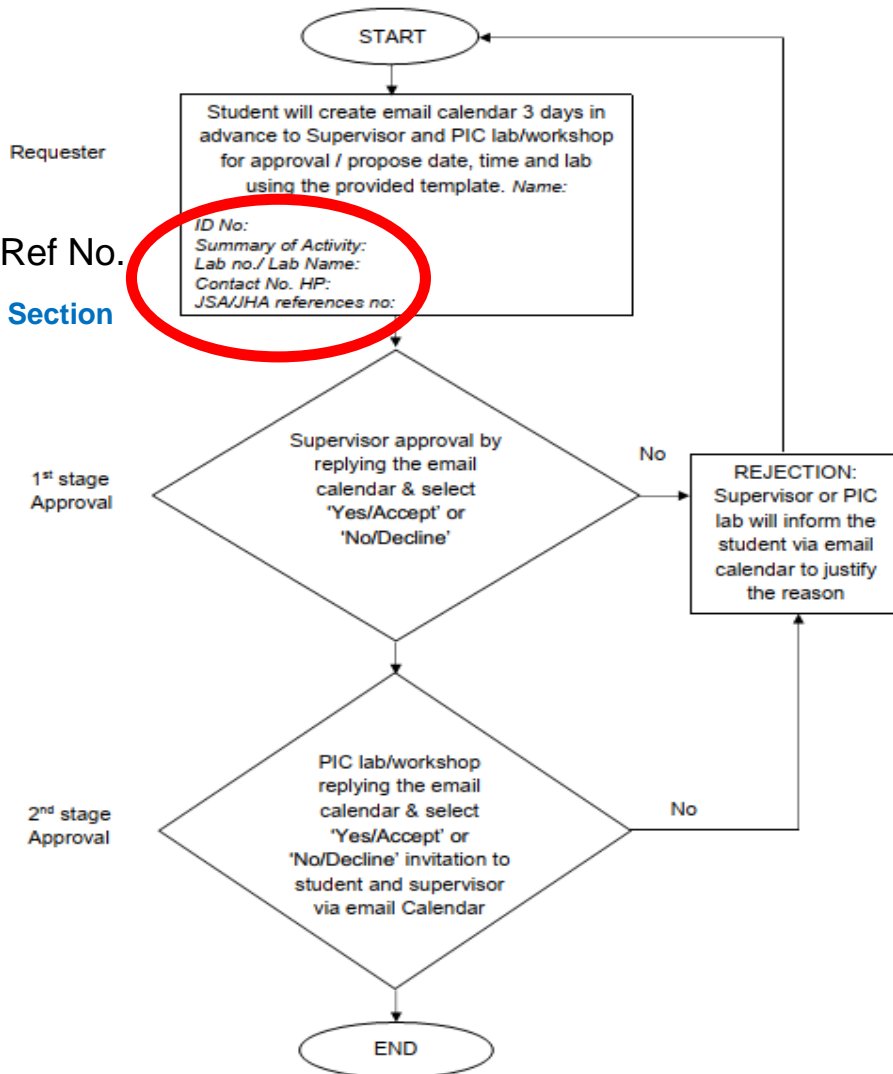 START
Requester
Student will create email calendar 3 days in
advance to Supervisor and PIC lab/workshop
for approval / propose date, time and lab
using the provided template. Name:
ID No:
Summary of Activity:
Lab no./ Lab Name:
Contact No. HP:
JSA/JHA references no:
Ref No.
Section
1st stage
Approval
Supervisor approval by
replying the email
calendar & select
'Yes/Accept' or
'No/Decline'
No
REJECTION:
Supervisor or PIC
lab will inform the
student via email
calendar to justify
the reason
2nd stage
Approval
PIC lab/workshop
replying the email
calendar & select
'Yes/Accept' or
'No/Decline' invitation to
student and supervisor
via email Calendar
No
END